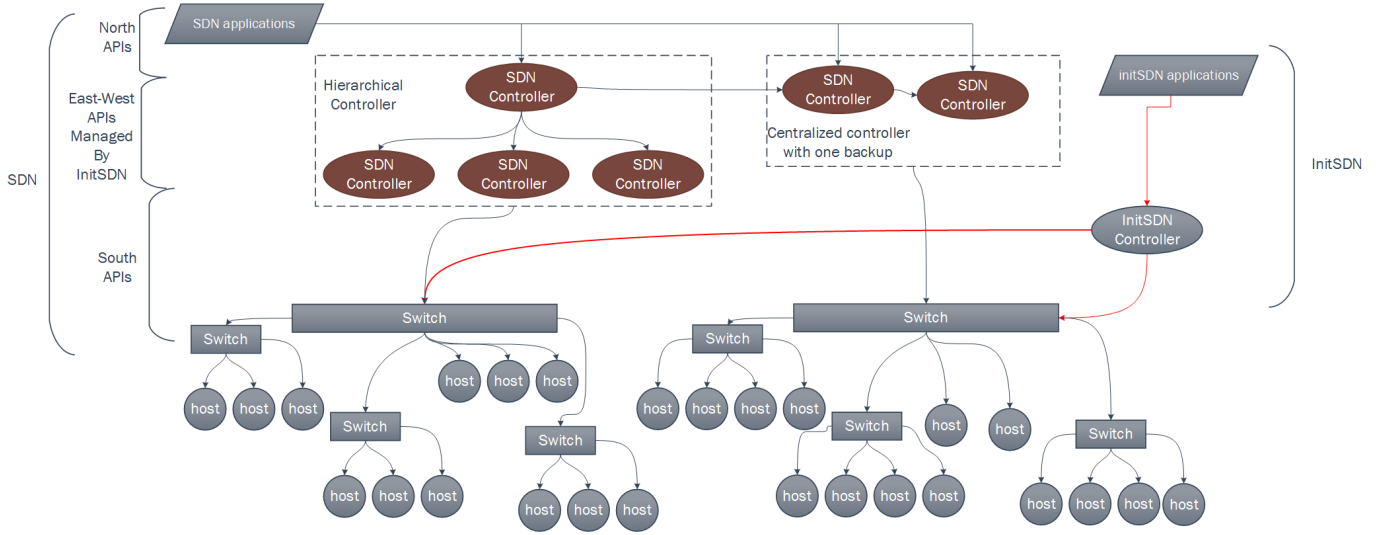 SDN applications
North
APIs
East-West
APIs
Managed
By
InitSDN
SDN
South
APIs
Hierarchical
Controller
SDN
Controller
SDN
Controller
SDN
Controller
SDN
Controller
SDN
Controller
SDN
Controller
Centralized controller
with one backup
initSDN applications
InitSDN
InitSDN
Controller
Switch
Switch
host
host
host
host
host
host
Switch
host
host
host
Switch
host
host
host
Switch
Switch
host
host
host
host
host
host
Switch
host
host
host
host
Switch
host
host
host
host